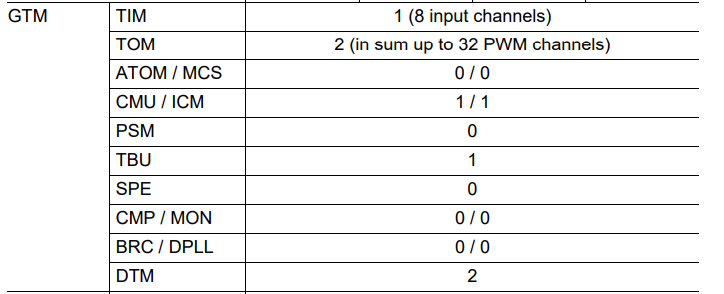 GTM TIM 1 (8 input channels)
TOM 2 (in sum up to 32 PWM channels)
ATOM / MCS 0 / 0
CMU / ICM 1 / 1
PSM 0
TBU 1
SPE 0
CMP / MON 0 / 0
BRC / DPLL 0 / 0
DTM 2